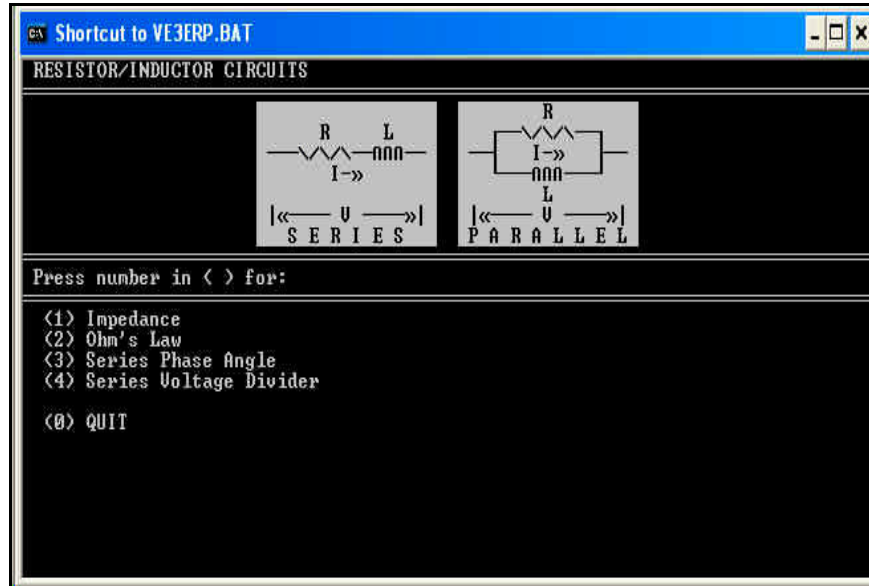 Shortcut to VE3ERP.BAT
RESISTOR/INDUCTOR CIRCUITS
R L
I->>
|«── V ──»|
S E R I E S
R
I->>
L
|«── V ──»|
P A R A L L E L
Press number in ( ) for:
(1) Impedance
(2) Ohm's Law
(3) Series Phase Angle
(4) Series Voltage Divider
(0) QUIT